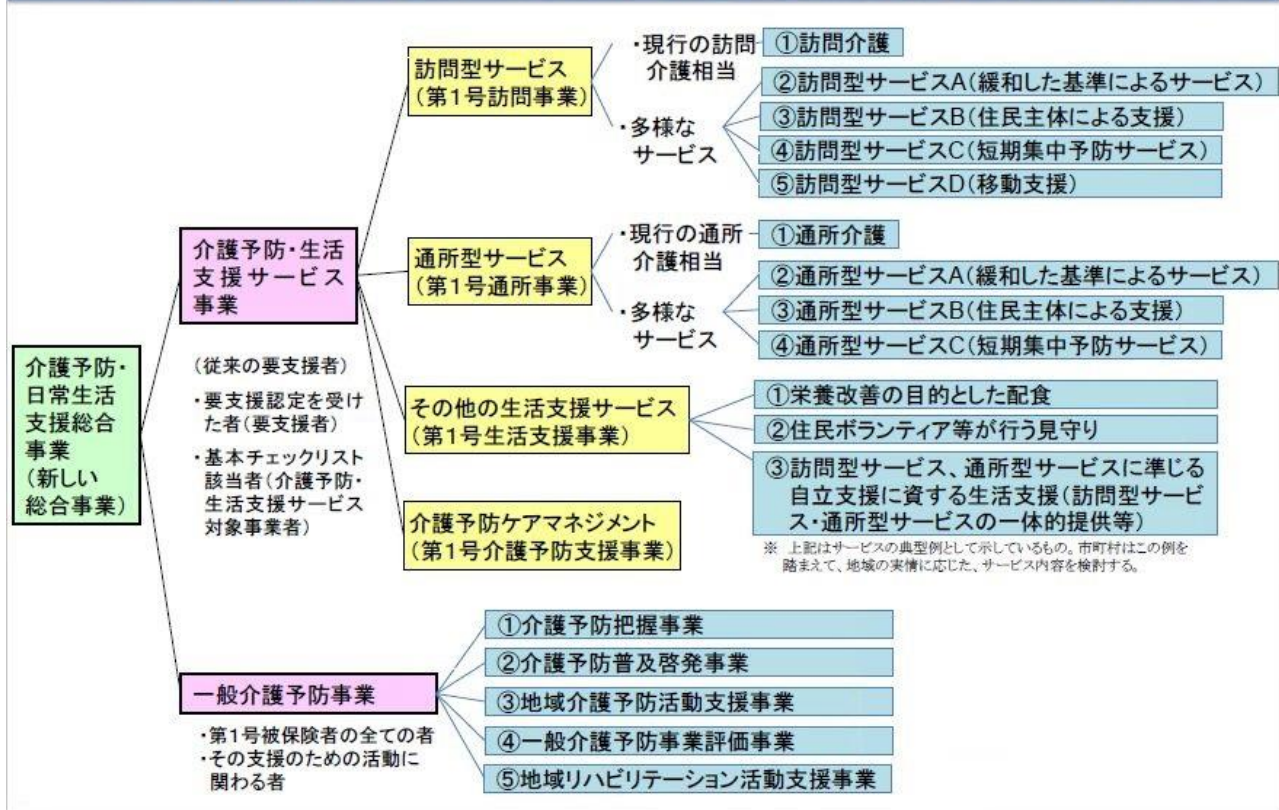 介護予防・
日常生活
支援総合
事業
(新しい
総合事業)
介護予防・生活
支援サービス
事業
(従来の要支援者)
・要支援認定を受け
た者(要支援者)
・基本チェックリスト
該当者(介護予防・
生活支援サービス
対象事業者)
訪問型サービス
(第1号訪問事業)
・現行の訪問
介護相当
①訪問介護
・多様な
サービス
②訪問型サービスA(緩和した基準によるサービス)
③訪問型サービスB(住民主体による支援)
④訪問型サービスC(短期集中予防サービス)
⑤訪問型サービスD(移動支援)
通所型サービス
(第1号通所事業)
・現行の通所
介護相当
①通所介護
・多様な
サービス
②通所型サービスA(緩和した基準によるサービス)
③通所型サービスB(住民主体による支援)
④通所型サービスC(短期集中予防サービス)
その他の生活支援サービス
(第1号生活支援事業)
①栄養改善の目的とした配食
②住民ボランティア等が行う見守り
③訪問型サービス、通所型サービスに準じる
自立支援に資する生活支援(訪問型サービ
ス・通所型サービスの一体的提供等)
※ 上記はサービスの典型例として示しているもの。市町村はこの例を
踏まえて、地域の実情に応じた、サービス内容を検討する。
介護予防ケアマネジメント
(第1号介護予防支援事業)
一般介護予防事業
・第1号被保険者の全ての者
・その支援のための活動に
関わる者
①介護予防把握事業
②介護予防普及啓発事業
③地域介護予防活動支援事業
④一般介護予防事業評価事業
⑤地域リハビリテーション活動支援事業